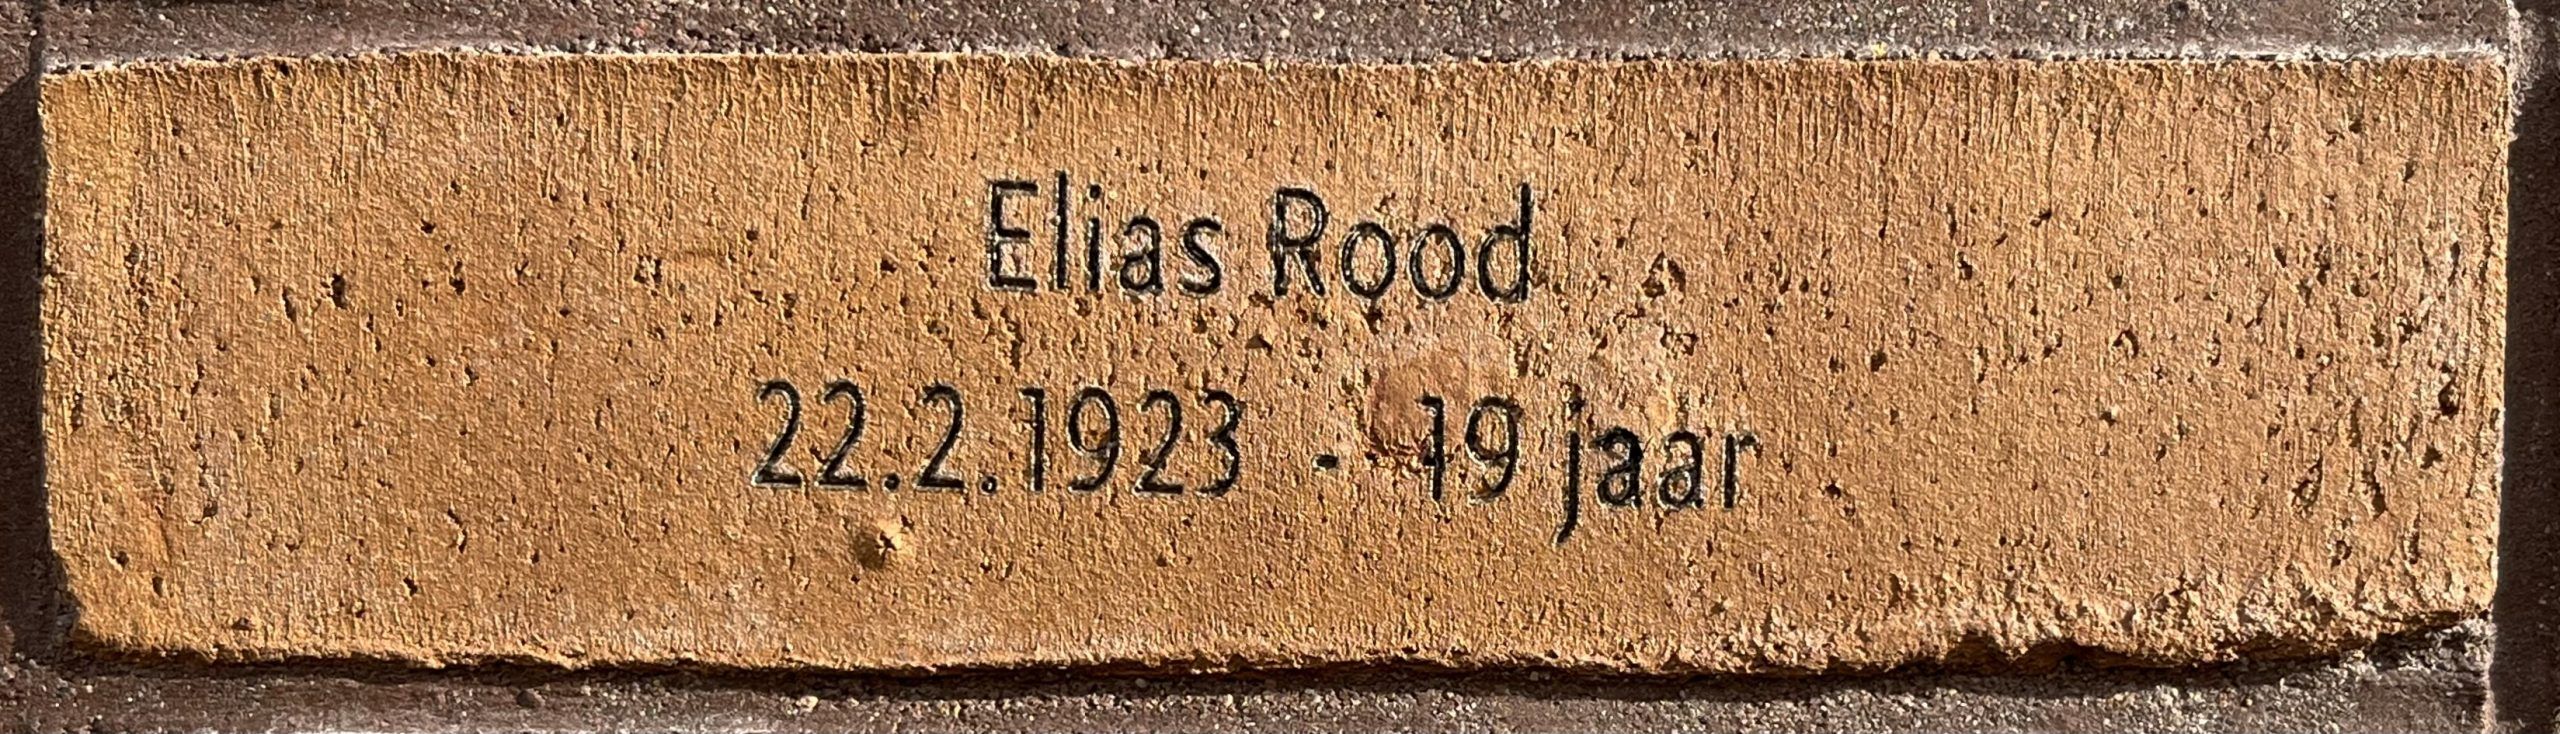 Elias Rood
22.2.1923 - 19 jaar